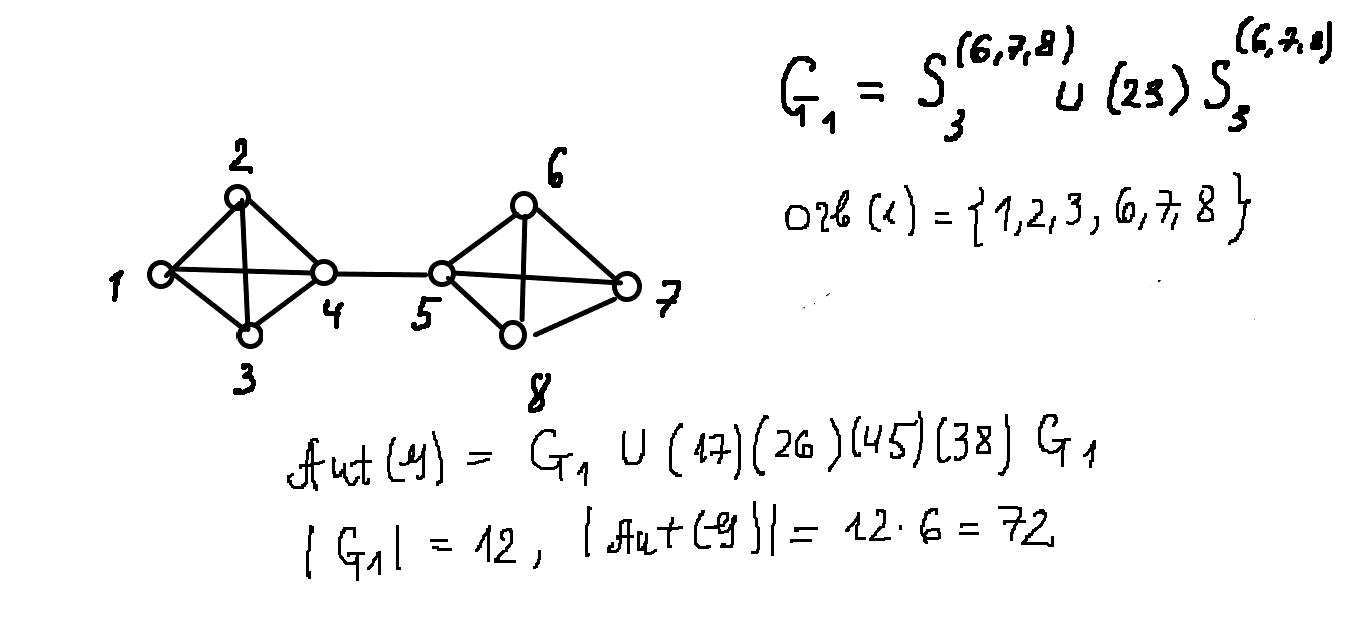 G₁ = S₃^(6,7,8) ∪ (23) S₃^(6,7,8)
orb(1) = {1,2,3,6,7,8}
2 6
1 4 5 7
3 8
Aut(Y) = G₁ ∪ (17)(26)(45)(38) G₁
|G₁| = 12, |Aut(Y)| = 12·6 = 72